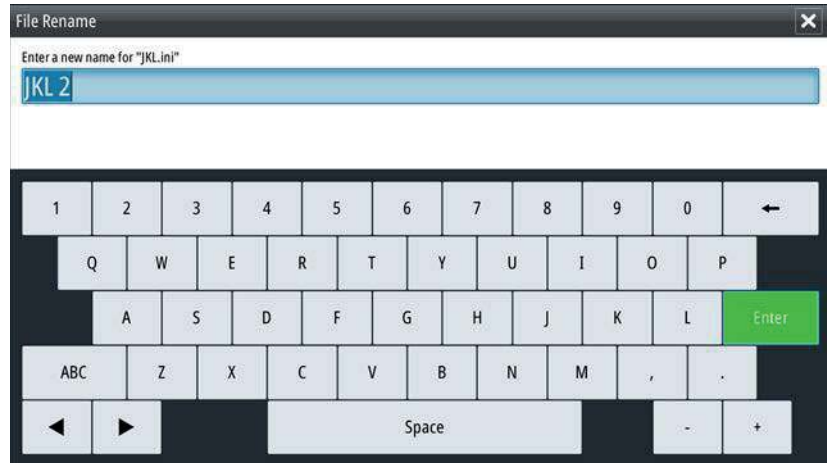 File Rename
Enter a new name for "JKL.ini"
JKL 2
1 2 3 4 5 6 7 8 9 0
Q W E R T Y U I O P
A S D F G H J K L Enter
ABC Z X C V B N M , .
Space - +